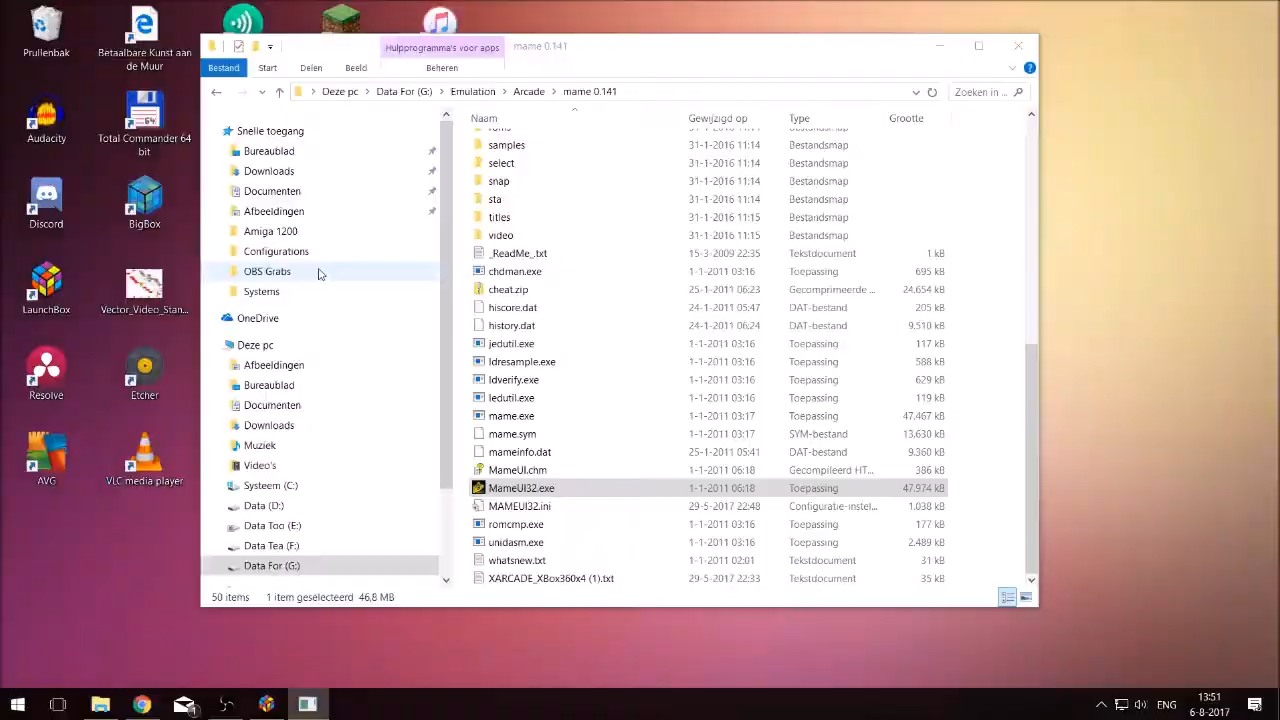 Prullenbak
Betaalbare Kunst aan
de Muur
Audacity
Total Commander 64
bit
Discord
BigBox
LaunchBox
Vector_Video_Stan...
Resolve
Etcher
AVG
VLC media player
Hulpprogramma's voor apps
mame 0.141
Bestand
Start
Delen
Beeld
Beheren
Deze pc > Data For (G:) > Emulation > Arcade > mame 0.141
Zoeken in ...
Snelle toegang
Bureaublad
Downloads
Documenten
Afbeeldingen
Amiga 1200
Configurations
OBS Grabs
Systems
OneDrive
Deze pc
Afbeeldingen
Bureaublad
Documenten
Downloads
Muziek
Video's
Systeem (C:)
Data (D:)
Data Too (E:)
Data Tea (F:)
Data For (G:)
Naam Gewijzigd op Type Grootte
samples 31-1-2016 11:14 Bestandsmap
select 31-1-2016 11:14 Bestandsmap
snap 31-1-2016 11:14 Bestandsmap
sta 31-1-2016 11:14 Bestandsmap
titles 31-1-2016 11:15 Bestandsmap
video 31-1-2016 11:15 Bestandsmap
_ReadMe_.txt 15-3-2009 22:35 Tekstdocument 1 kB
chdman.exe 1-1-2011 03:16 Toepassing 695 kB
cheat.zip 25-1-2011 06:23 Gecomprimeerde ... 24.654 kB
hiscore.dat 24-1-2011 05:47 DAT-bestand 205 kB
history.dat 24-1-2011 06:24 DAT-bestand 9.510 kB
jedutil.exe 1-1-2011 03:16 Toepassing 117 kB
ldresample.exe 1-1-2011 03:16 Toepassing 588 kB
ldverify.exe 1-1-2011 03:16 Toepassing 629 kB
ledutil.exe 1-1-2011 03:16 Toepassing 119 kB
mame.exe 1-1-2011 03:17 Toepassing 47.467 kB
mame.sym 1-1-2011 03:17 SYM-bestand 13.630 kB
mameinfo.dat 25-1-2011 05:41 DAT-bestand 9.360 kB
MameUI.chm 1-1-2011 06:18 Gecompileerd HT... 386 kB
MameUI32.exe 1-1-2011 06:18 Toepassing 47.974 kB
MAMEUI32.ini 29-5-2017 22:48 Configuratie-instel... 1.038 kB
romcmp.exe 1-1-2011 03:16 Toepassing 177 kB
unidasm.exe 1-1-2011 03:16 Toepassing 2.489 kB
whatsnew.txt 1-1-2011 02:01 Tekstdocument 31 kB
XARCADE_XBox360x4 (1).txt 29-5-2017 22:33 Tekstdocument 35 kB
50 items 1 item geselecteerd 46,8 MB
ENG
13:51
6-8-2017